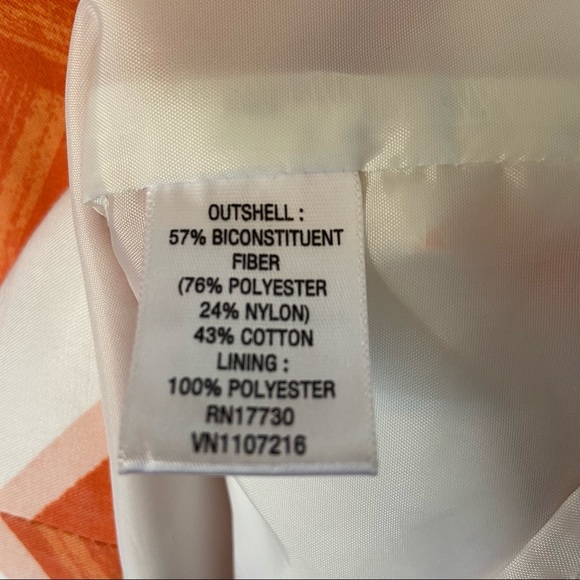 OUTSHELL :
57% BICONSTITUENT
FIBER
(76% POLYESTER
24% NYLON)
43% COTTON
LINING :
100% POLYESTER
RN17730
VN1107216